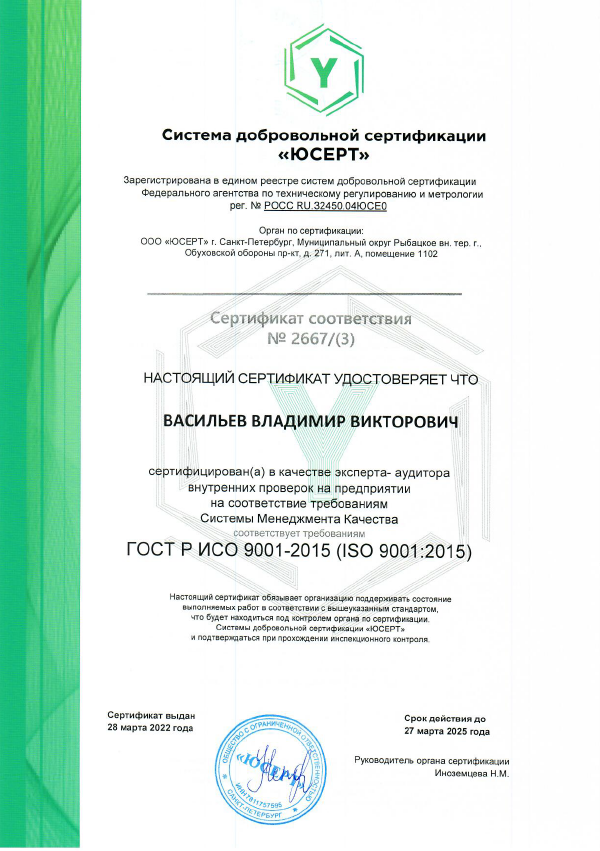 Y
Система добровольной сертификации
«ЮСЕРТ»
Зарегистрирована в едином реестре систем добровольной сертификации
Федерального агентства по техническому регулированию и метрологии
рег. № РОСС RU.32450.04ЮСЕ0
Орган по сертификации:
ООО «ЮСЕРТ» г. Санкт-Петербург, Муниципальный округ Рыбацкое вн. тер. г.,
Обуховской обороны пр-кт, д. 271, лит. А, помещение 1102
Сертификат соответствия
№ 2667/(3)
НАСТОЯЩИЙ СЕРТИФИКАТ УДОСТОВЕРЯЕТ ЧТО
ВАСИЛЬЕВ ВЛАДИМИР ВИКТОРОВИЧ
сертифицирован(а) в качестве эксперта- аудитора
внутренних проверок на предприятии
на соответствие требованиям
Системы Менеджмента Качества
соответствует требованиям
ГОСТ Р ИСО 9001-2015 (ISO 9001:2015)
Настоящий сертификат обязывает организацию поддерживать состояние
выполняемых работ в соответствии с вышеуказанным стандартом,
что будет находиться под контролем органа по сертификации.
Системы добровольной сертификации «ЮСЕРТ»
и подтверждаться при прохождении инспекционного контроля.
Сертификат выдан
28 марта 2022 года
Срок действия до
27 марта 2025 года
Руководитель органа сертификации
Иноземцева Н.М.
ОБЩЕСТВО С ОГРАНИЧЕННОЙ ОТВЕТСТВЕННОСТЬЮ
«ЮСЕРТ»
ИНН 7811757595
САНКТ-ПЕТЕРБУРГ